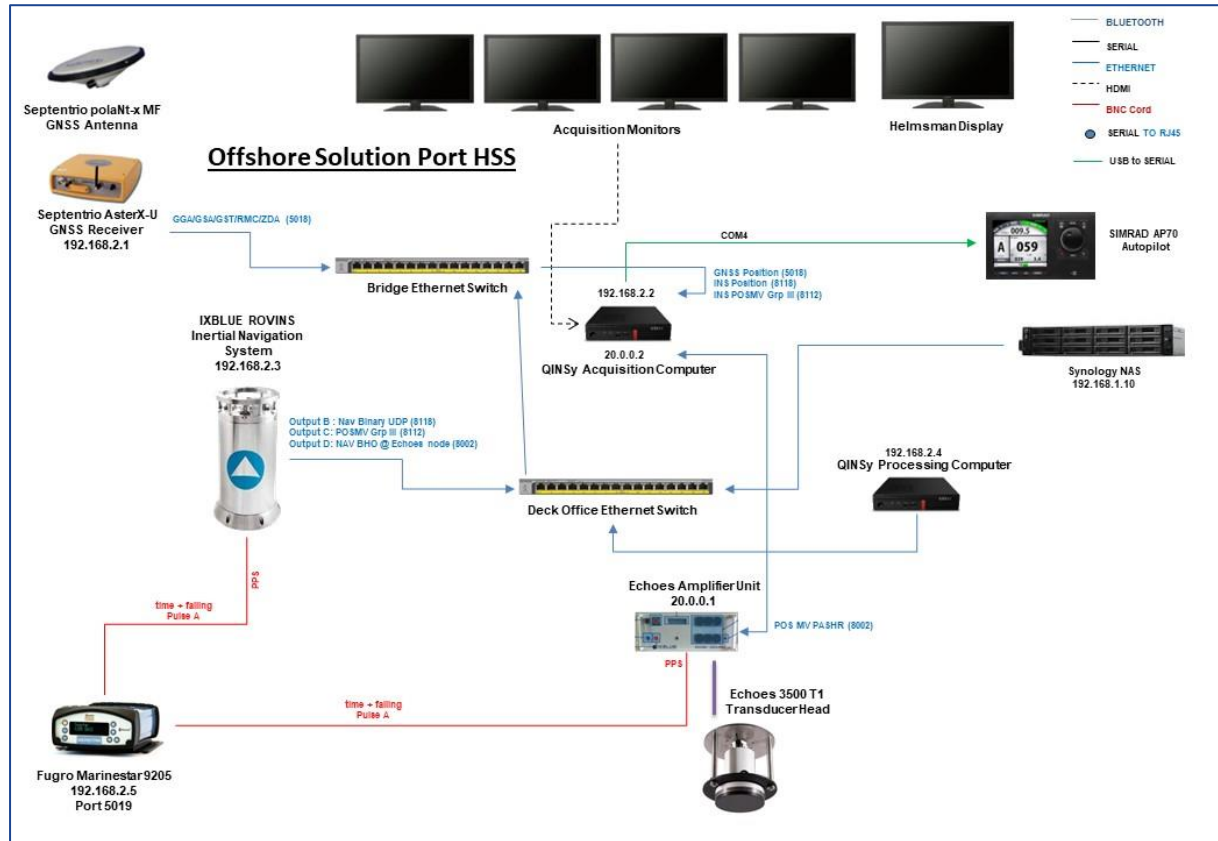 BLUETOOTH
SERIAL
ETHERNET
HDMI
BNC Cord
SERIAL TO RJ45
USB to SERIAL
Septentrio polaNt-x MF
GNSS Antenna
Acquisition Monitors
Helmsman Display
Offshore Solution Port HSS
Septentrio AsterX-U
GNSS Receiver
192.168.2.1
GGA/GSA/GST/RMC/ZDA (5018)
Bridge Ethernet Switch
COM4
SIMRAD
009.5
A
059
SIMRAD AP70
Autopilot
GNSS Position (5018)
INS Position (8118)
INS POSMV Grp III (8112)
192.168.2.2
20.0.0.2
QINSy Acquisition Computer
IXBLUE ROVINS
Inertial Navigation
System
192.168.2.3
Synology NAS
192.168.1.10
Output B : Nav Binary UDP (8118)
Output C: POSMV Grp III (8112)
Output D: NAV BHO @ Echoes node (8002)
192.168.2.4
QINSy Processing Computer
Deck Office Ethernet Switch
PPS
time + falling
Pulse A
Echoes Amplifier Unit
20.0.0.1
POS MV PASHR (8002)
PPS
Echoes 3500 T1
Transducer Head
time + falling
Pulse A
Fugro Marinestar 9205
192.168.2.5
Port 5019